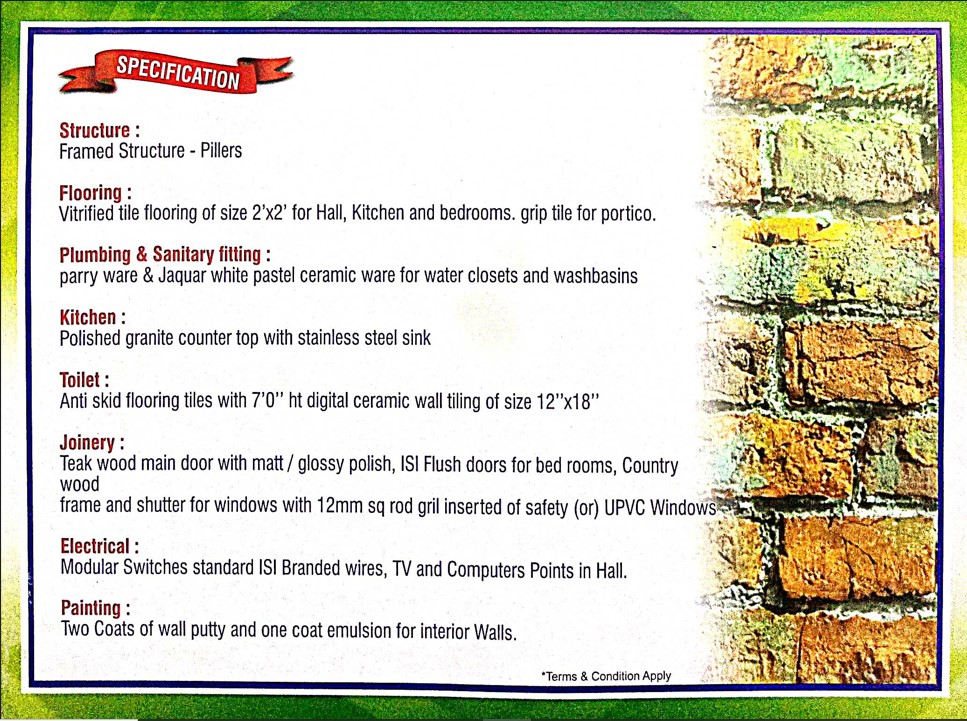 SPECIFICATION
Structure :
Framed Structure - Pillers
Flooring :
Vitrified tile flooring of size 2'x2' for Hall, Kitchen and bedrooms. grip tile for portico.
Plumbing & Sanitary fitting :
parry ware & Jaquar white pastel ceramic ware for water closets and washbasins
Kitchen :
Polished granite counter top with stainless steel sink
Toilet :
Anti skid flooring tiles with 7'0'' ht digital ceramic wall tiling of size 12''x18''
Joinery :
Teak wood main door with matt / glossy polish, ISI Flush doors for bed rooms, Country
wood
frame and shutter for windows with 12mm sq rod gril inserted of safety (or) UPVC Windows
Electrical :
Modular Switches standard ISI Branded wires, TV and Computers Points in Hall.
Painting :
Two Coats of wall putty and one coat emulsion for interior Walls.
*Terms & Condition Apply